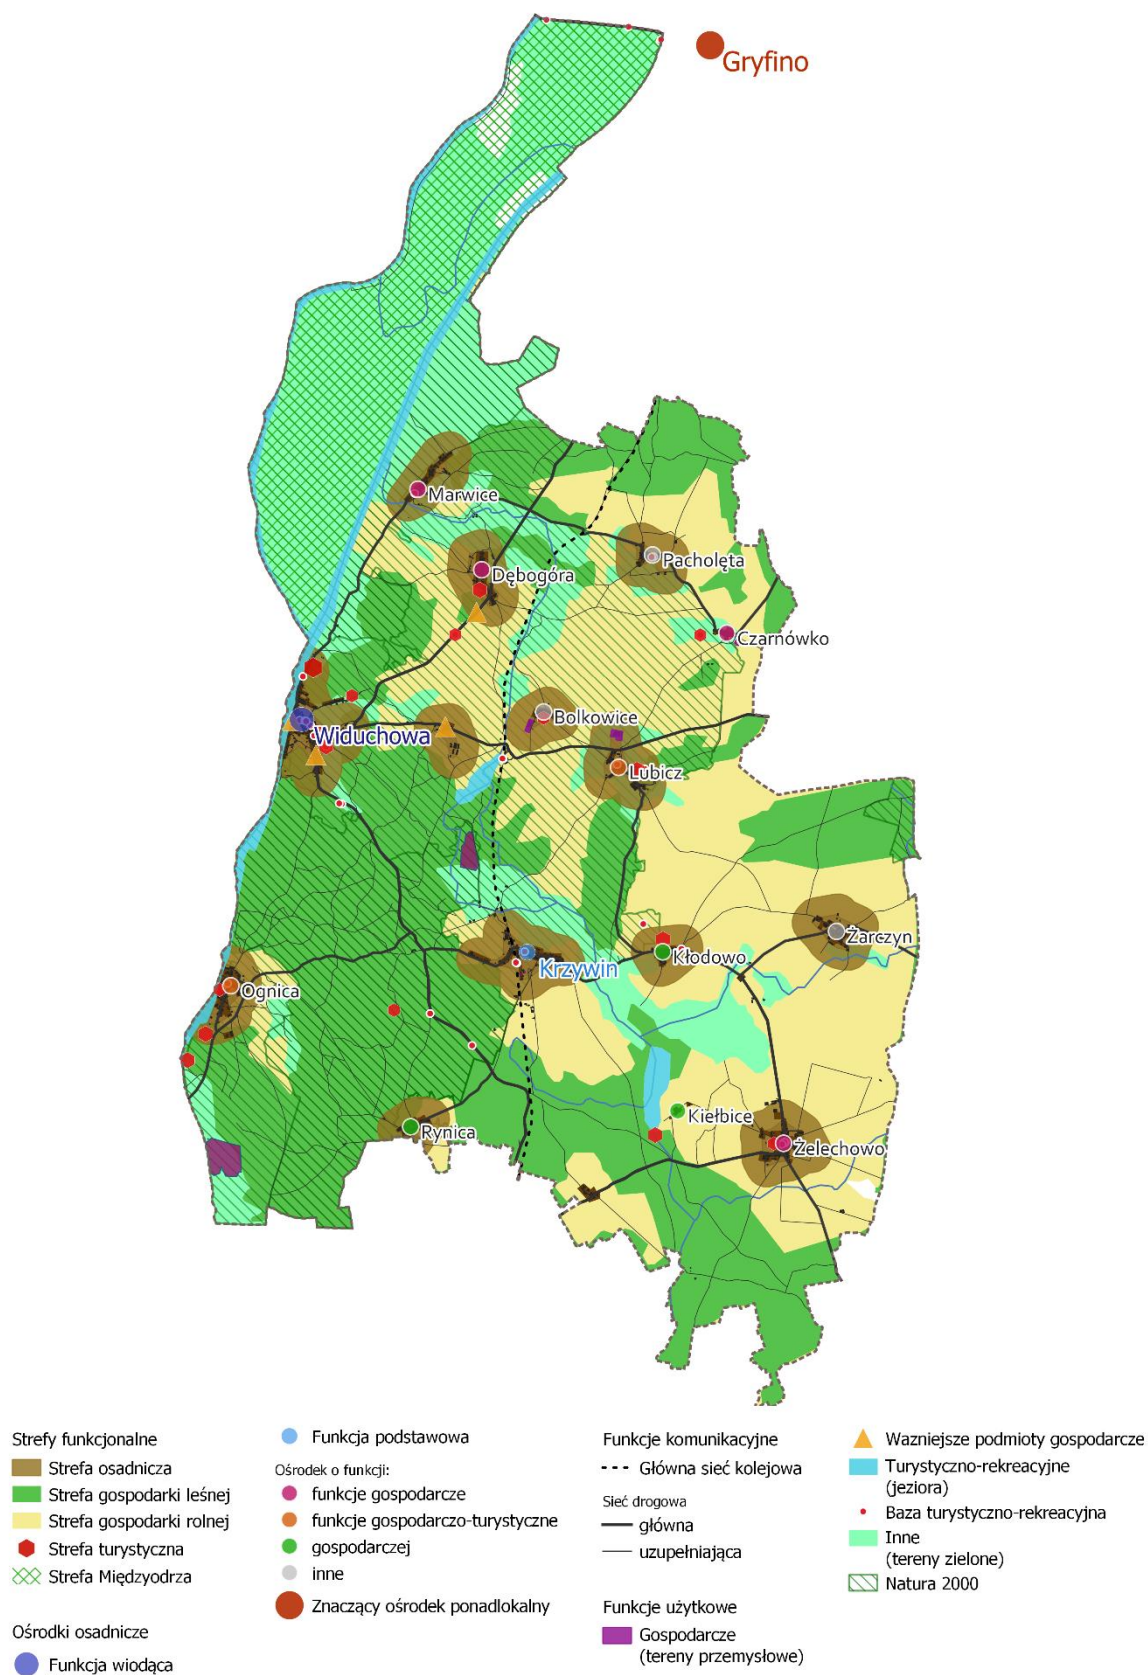 Gryfino
Marwice
Dębogóra
Pacholęta
Czarnówko
Bolkowice
Widuchowa
Lubicz
Żarczyn
Krzywin
Kłodowo
Ognica
Kiełbice
Rynica
Żelechowo
Strefy funkcjonalne
Strefa osadnicza
Strefa gospodarki leśnej
Strefa gospodarki rolnej
Strefa turystyczna
Strefa Międzyodrza
Ośrodki osadnicze
Funkcja wiodąca
Funkcja podstawowa
Ośrodek o funkcji:
funkcje gospodarcze
funkcje gospodarczo-turystyczne
gospodarczej
inne
Znaczący ośrodek ponadlokalny
Funkcje komunikacyjne
Główna sieć kolejowa
Sieć drogowa
główna
uzupełniająca
Funkcje użytkowe
Gospodarcze
(tereny przemysłowe)
Wazniejsze podmioty gospodarcze
Turystyczno-rekreacyjne
(jeziora)
Baza turystyczno-rekreacyjna
Inne
(tereny zielone)
Natura 2000